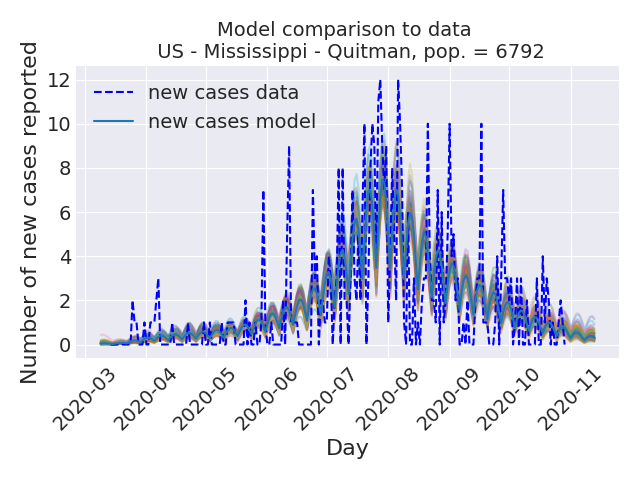 Model comparison to data
US - Mississippi - Quitman, pop. = 6792
Number of new cases reported
12
10
8
6
4
2
0
new cases data
new cases model
2020-03
2020-04
2020-05
2020-06
2020-07
2020-08
2020-09
2020-10
2020-11
Day